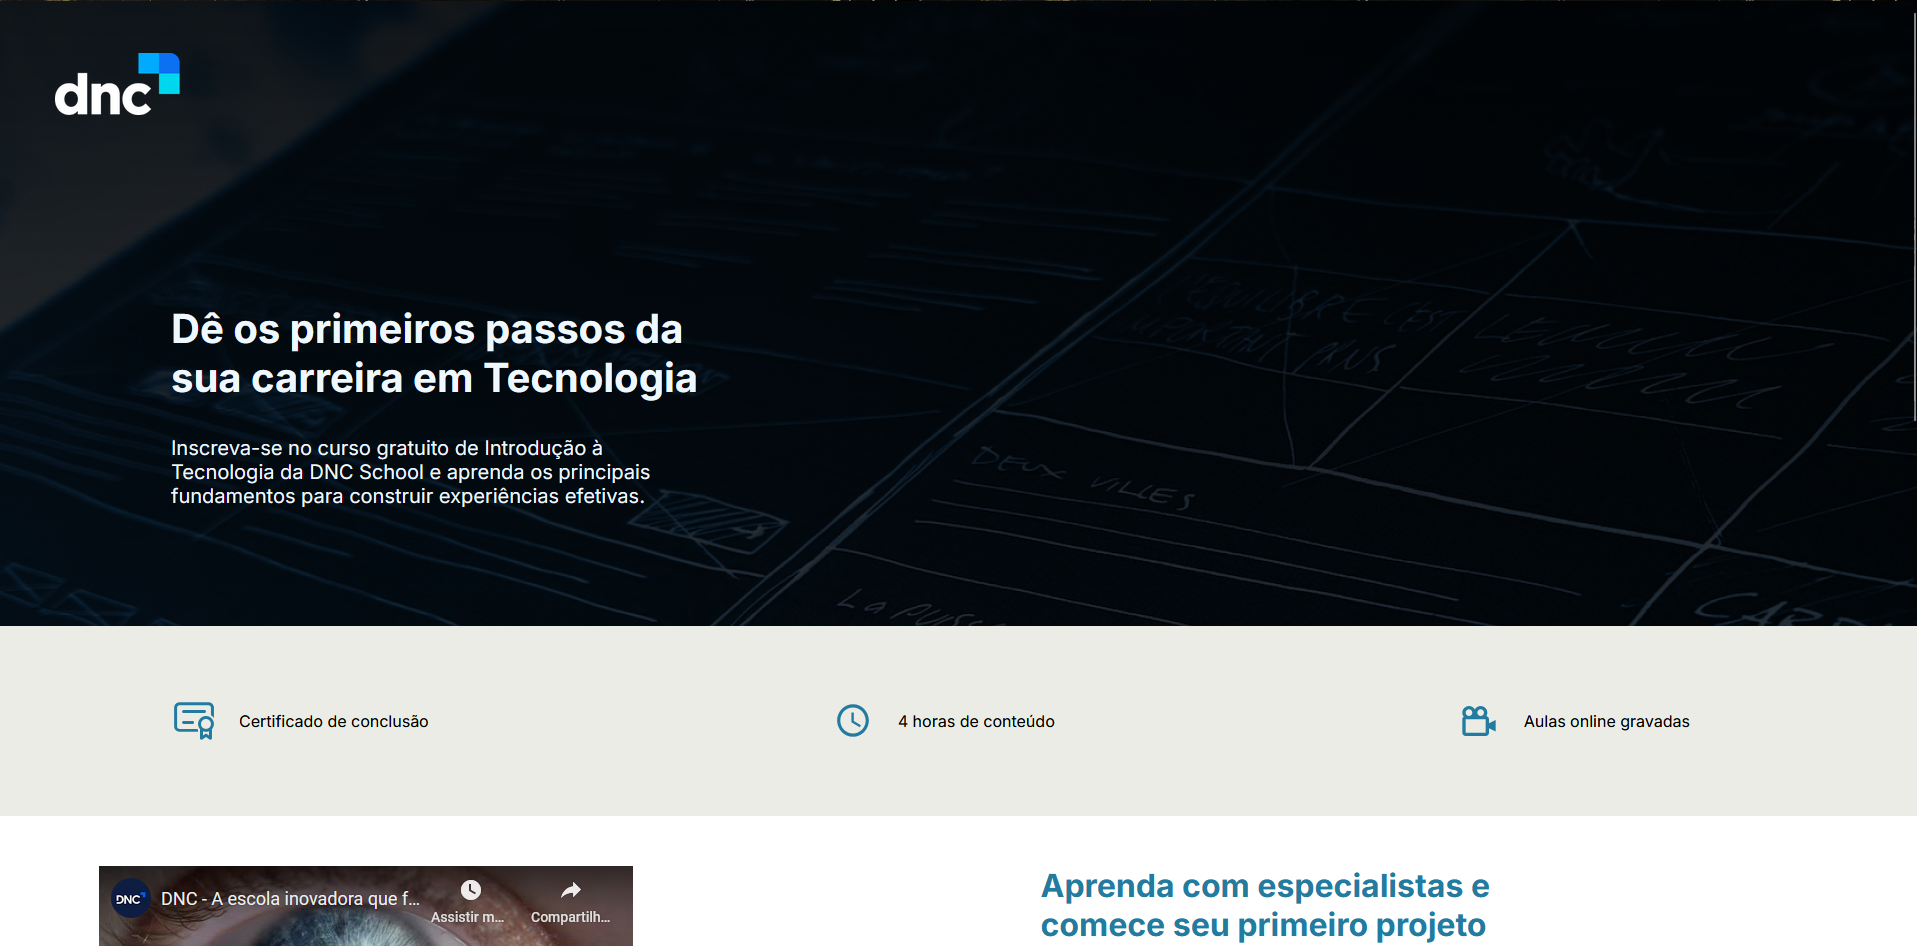 dnc
Dê os primeiros passos da
sua carreira em Tecnologia
Inscreva-se no curso gratuito de Introdução à
Tecnologia da DNC School e aprenda os principais
fundamentos para construir experiências efetivas.
DEUX VILLES
Certificado de conclusão
4 horas de conteúdo
Aulas online gravadas
DNC
DNC - A escola inovadora que f...
Assistir m...
Compartilh...
Aprenda com especialistas e
comece seu primeiro projeto